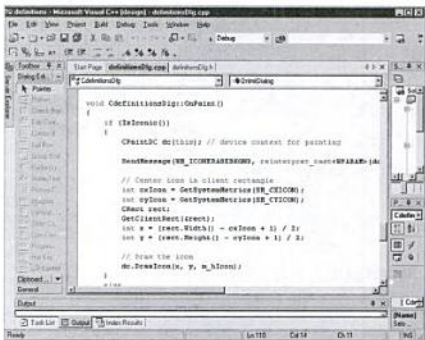 definitions - Microsoft Visual C++ [design] - definitionsDlg.cpp
File Edit View Project Build Debug Tools Window Help
Debug
Toolbox
Start Page definitionsDlg.cpp definitionsDlg.h
Dialog Edit...
CdefinitionsDlg
OnInitDialog
Pointer
void CdefinitionsDlg::OnPaint()
{
if (IsIconic())
{
CPaintDC dc(this); // device context for painting
SendMessage(WM_ICONERASEBKGND, reinterpret_cast<WPARAM>(dc
// Center icon in client rectangle
int cxIcon = GetSystemMetrics(SM_CXICON);
int cyIcon = GetSystemMetrics(SM_CYICON);
CRect rect;
GetClientRect(&rect);
int x = (rect.Width() - cxIcon + 1) / 2;
int y = (rect.Height() - cyIcon + 1) / 2;
// Draw the icon
dc.DrawIcon(x, y, m_hIcon);
}
else
Clipboard...
General
Output
Task List Output Index Results
(Name)
Ready
Ln 110 Col 14 Ch 11 INS